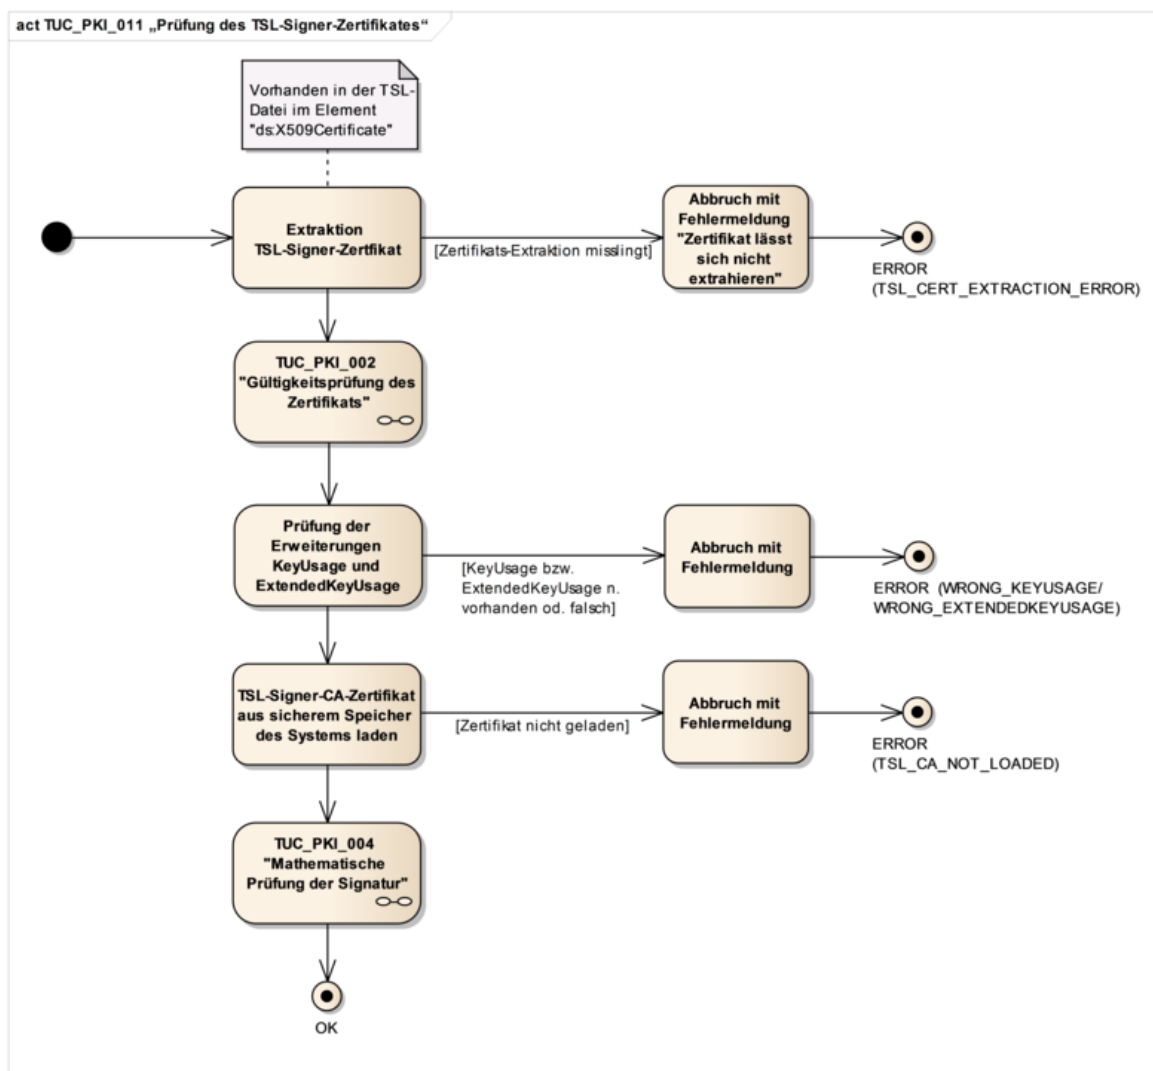 act TUC_PKI_011 „Prüfung des TSL-Signer-Zertifikates“
Vorhanden in der TSL-
Datei im Element
"ds:X509Certificate"
Extraktion
TSL-Signer-Zertfikat
[Zertifikats-Extraktion misslingt]
Abbruch mit
Fehlermeldung
"Zertifikat lässt
sich nicht
extrahieren"
ERROR
(TSL_CERT_EXTRACTION_ERROR)
TUC_PKI_002
"Gültigkeitsprüfung des
Zertifikats"
Prüfung der
Erweiterungen
KeyUsage und
ExtendedKeyUsage
[KeyUsage bzw.
ExtendedKeyUsage n.
vorhanden od. falsch]
Abbruch mit
Fehlermeldung
ERROR (WRONG_KEYUSAGE/
WRONG_EXTENDEDKEYUSAGE)
TSL-Signer-CA-Zertifikat
aus sicherem Speicher
des Systems laden
[Zertifikat nicht geladen]
Abbruch mit
Fehlermeldung
ERROR
(TSL_CA_NOT_LOADED)
TUC_PKI_004
"Mathematische
Prüfung der Signatur"
OK